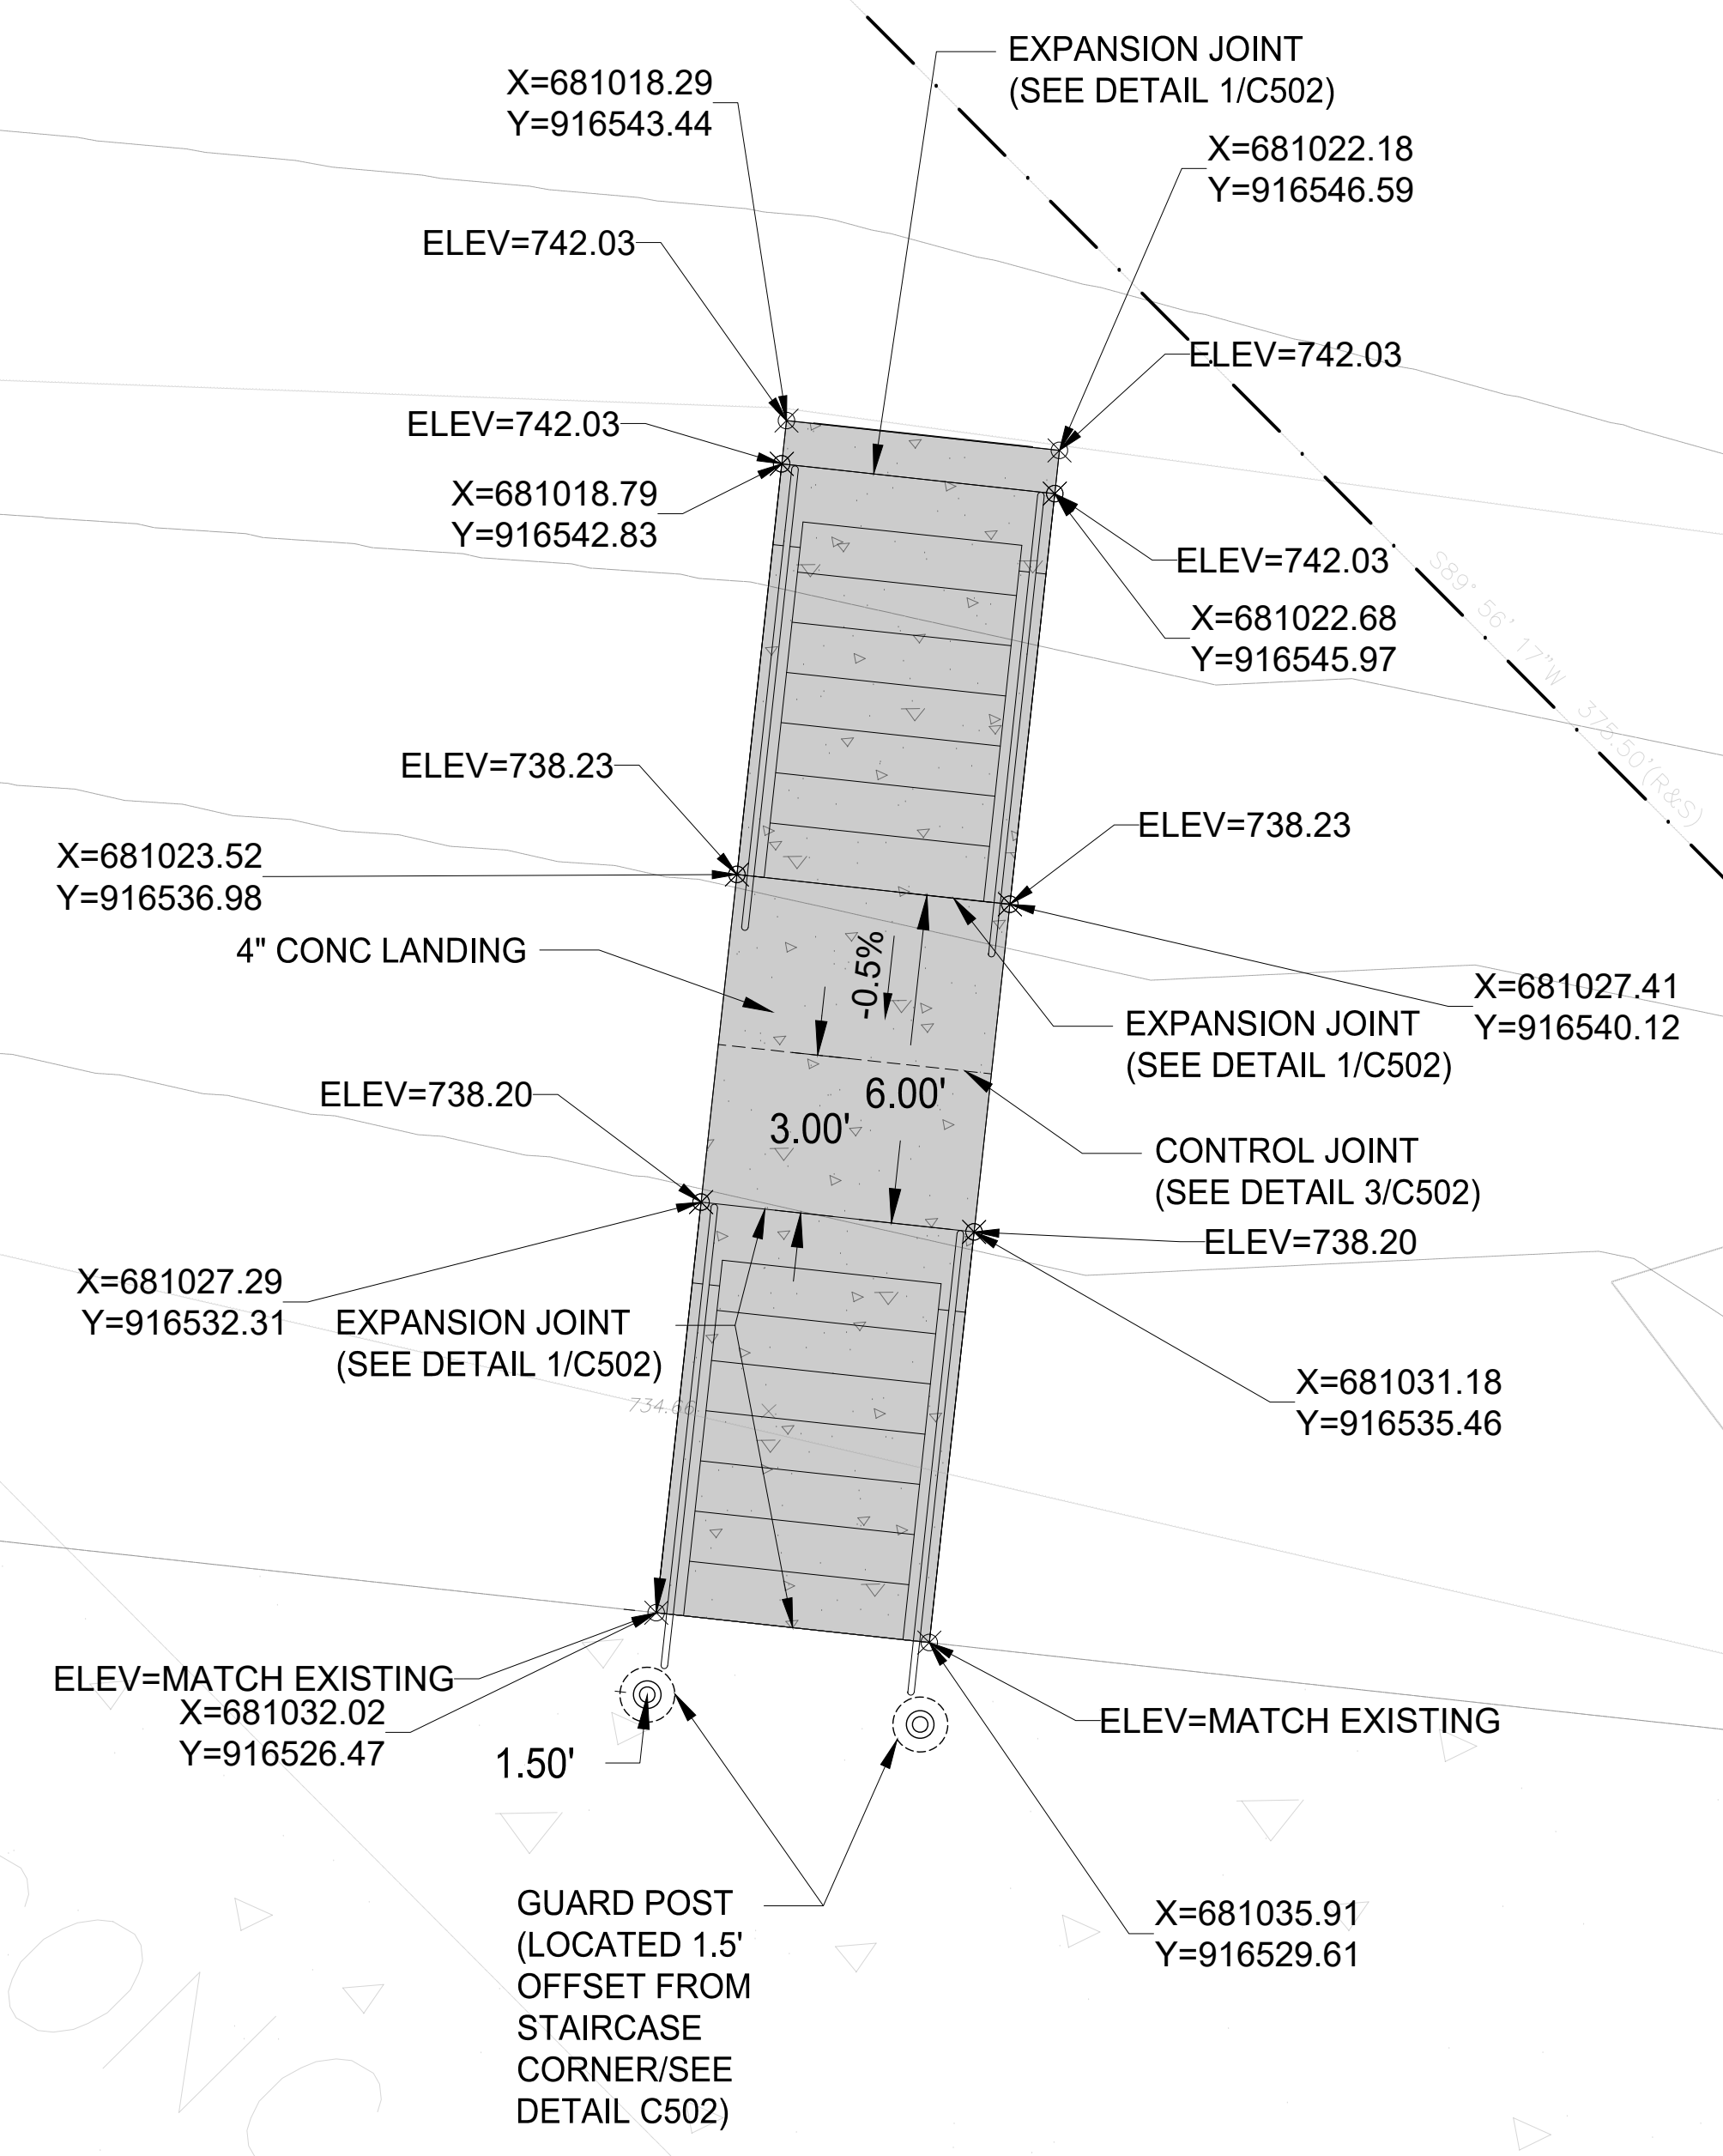 EXPANSION JOINT
(SEE DETAIL 1/C502)
X=681018.29
Y=916543.44
X=681022.18
Y=916546.59
ELEV=742.03
ELEV=742.03
ELEV=742.03
X=681018.79
Y=916542.83
ELEV=742.03
X=681022.68
Y=916545.97
S89° 56' 17"W 375.50'(R&S)
ELEV=738.23
ELEV=738.23
X=681023.52
Y=916536.98
4" CONC LANDING
-0.5%
X=681027.41
Y=916540.12
EXPANSION JOINT
(SEE DETAIL 1/C502)
ELEV=738.20
6.00'
3.00'
CONTROL JOINT
(SEE DETAIL 3/C502)
ELEV=738.20
X=681027.29
Y=916532.31
EXPANSION JOINT
(SEE DETAIL 1/C502)
X=681031.18
Y=916535.46
734.66
ELEV=MATCH EXISTING
X=681032.02
Y=916526.47
ELEV=MATCH EXISTING
1.50'
GUARD POST
(LOCATED 1.5'
OFFSET FROM
STAIRCASE
CORNER/SEE
DETAIL C502)
X=681035.91
Y=916529.61